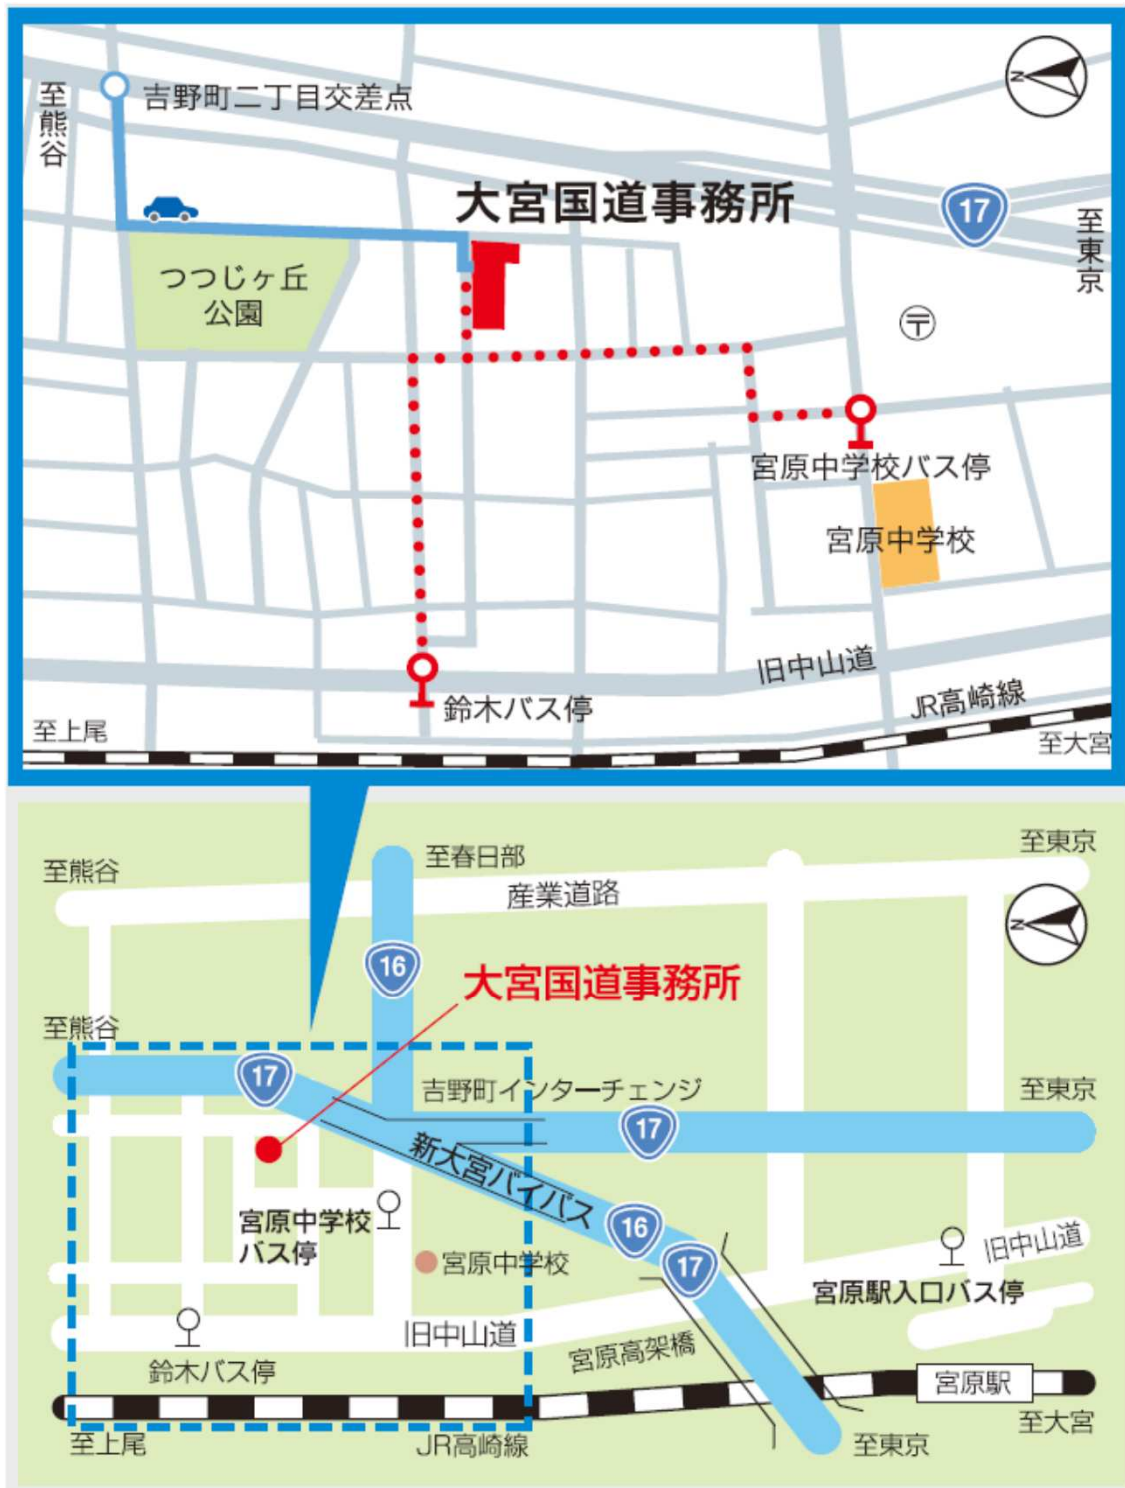 至熊谷
吉野町二丁目交差点
N
大宮国道事務所
17
至東京
つつじヶ丘
公園
〒
宮原中学校バス停
宮原中学校
旧中山道
鈴木バス停
JR高崎線
至上尾
至大宮
至熊谷
至春日部
至東京
産業道路
N
16
大宮国道事務所
至熊谷
17
吉野町インターチェンジ
至東京
17
新大宮バイパス
宮原中学校
バス停
16
宮原中学校
17
旧中山道
宮原駅入口バス停
旧中山道
宮原高架橋
鈴木バス停
宮原駅
至上尾
JR高崎線
至東京
至大宮